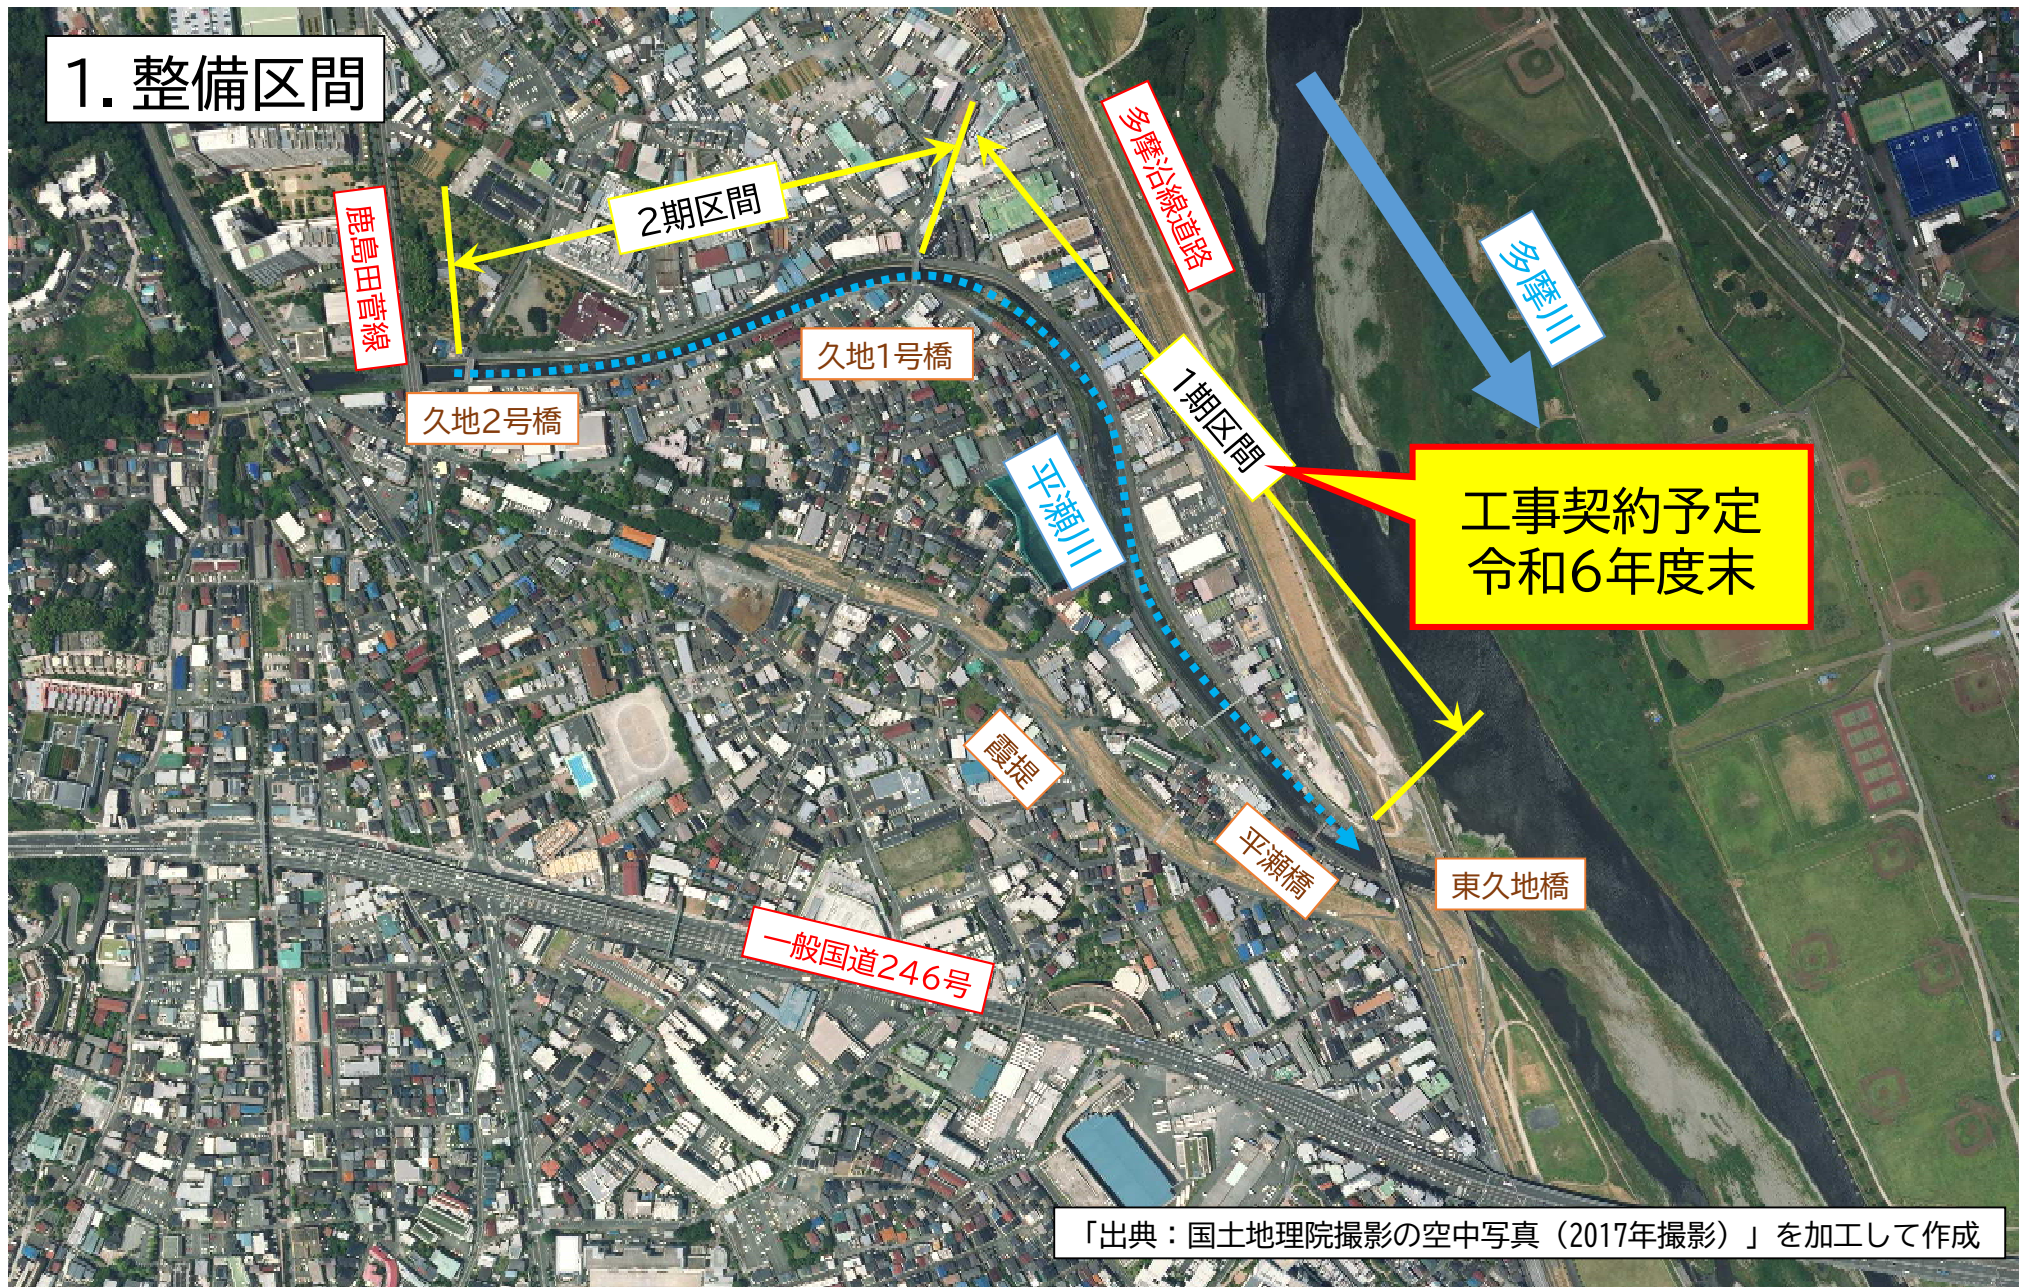 1. 整備区間
多摩沿線道路
2期区間
鹿島田菅線
多摩川
久地1号橋
1期区間
久地2号橋
平瀬川
工事契約予定
令和6年度末
霞提
平瀬橋
東久地橋
一般国道246号
「出典：国土地理院撮影の空中写真（2017年撮影）」を加工して作成